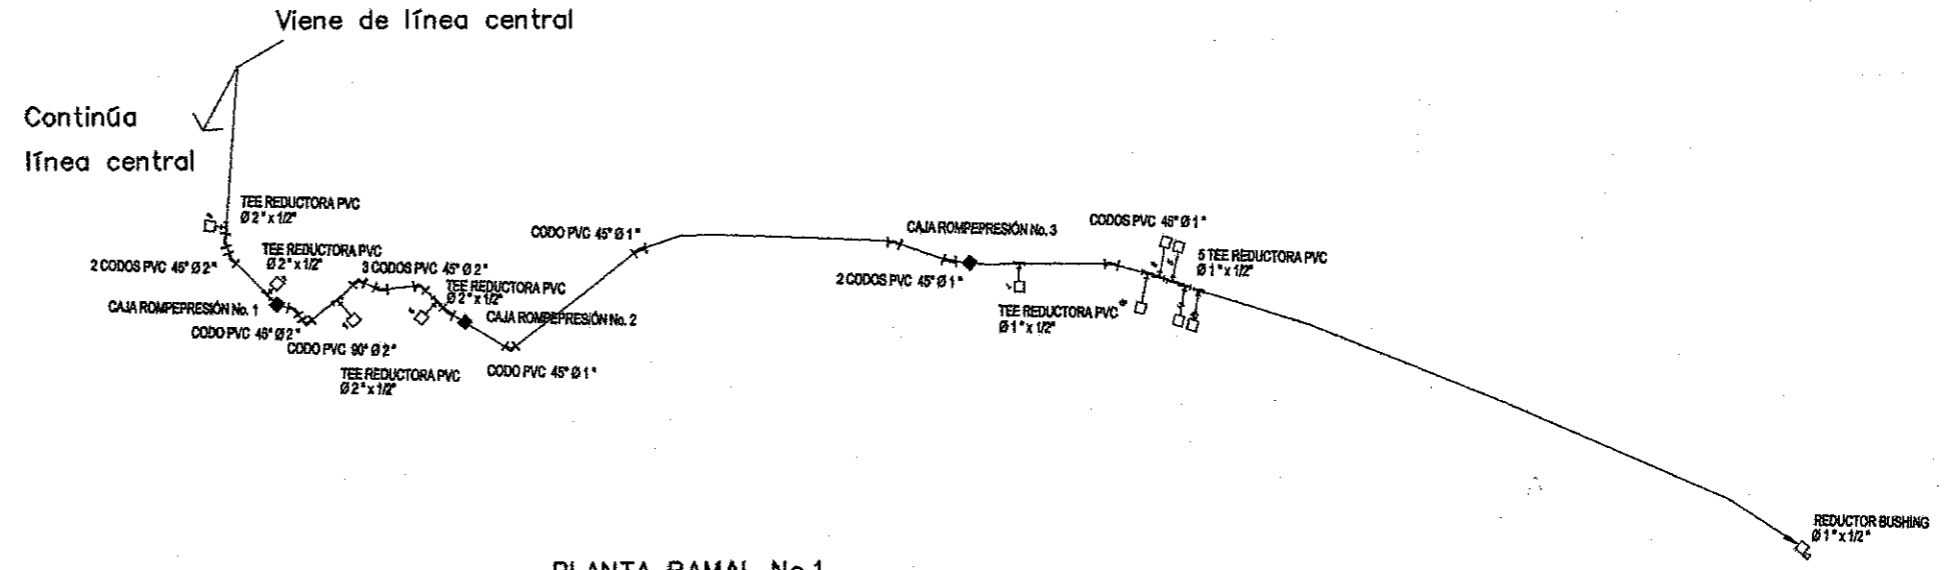 Viene de línea central
Continúa
línea central
TEE REDUCTORA PVC
Ø 2" x 1/2"
TEE REDUCTORA PVC
Ø 2" x 1/2"
2 CODOS PVC 45° Ø 2"
3 CODOS PVC 45° Ø 2"
TEE REDUCTORA PVC
Ø 2" x 1/2"
CAJA ROMPEPRESIÓN No. 1
CODO PVC 45° Ø 2"
CODO PVC 90° Ø 2"
TEE REDUCTORA PVC
Ø 2" x 1/2"
CAJA ROMPEPRESIÓN No. 2
CODO PVC 45° Ø 1"
CODO PVC 45° Ø 1"
CAJA ROMPEPRESIÓN No. 3
2 CODOS PVC 45° Ø 1"
TEE REDUCTORA PVC
Ø 1" x 1/2"
CODOS PVC 45° Ø 1"
5 TEE REDUCTORA PVC
Ø 1" x 1/2"
REDUCTOR BUSHING
Ø 1" x 1/2"
PLANTA RAMAL No.1